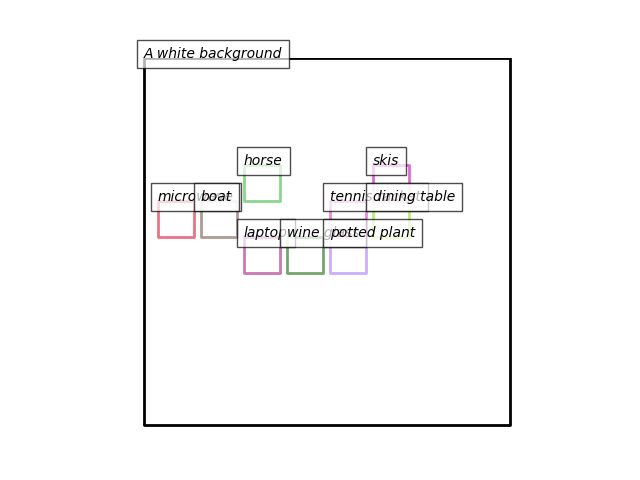 A white background
horse
skis
microwave
boat
tennis racket
dining table
laptop
wine glass
potted plant